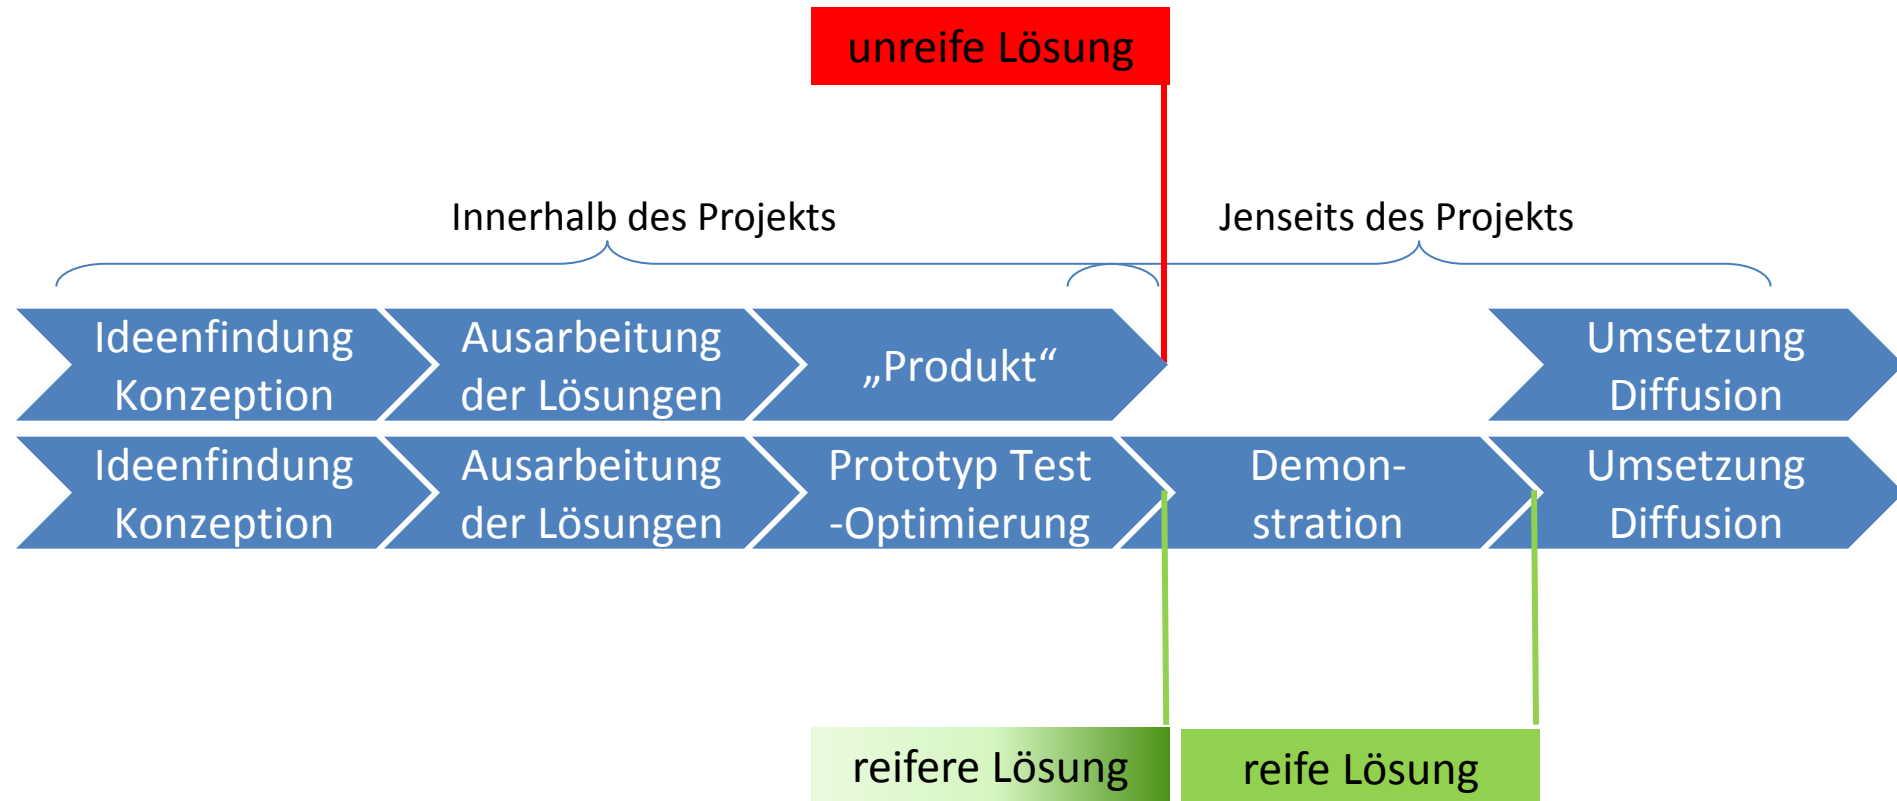 unreife Lösung
Innerhalb des Projekts
Jenseits des Projekts
Ideenfindung
Konzeption
Ausarbeitung
der Lösungen
„Produkt“
Umsetzung
Diffusion
Ideenfindung
Konzeption
Ausarbeitung
der Lösungen
Prototyp Test
-Optimierung
Demon-
stration
Umsetzung
Diffusion
reifere Lösung
reife Lösung